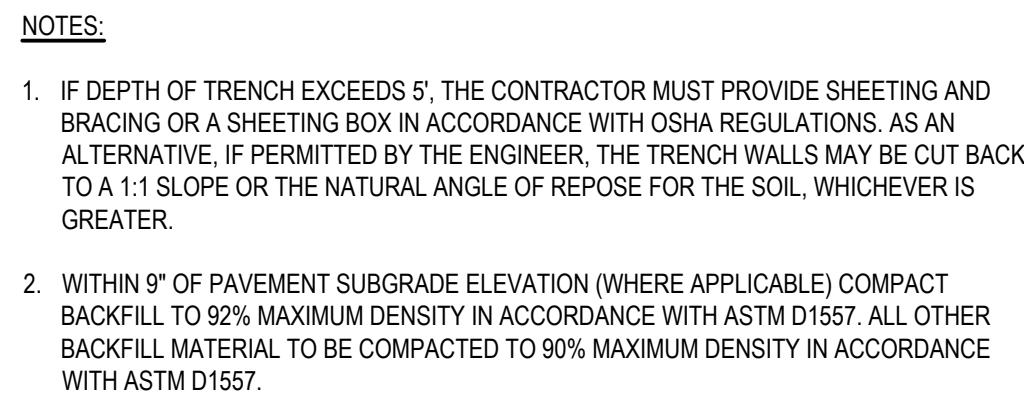 NOTES:
1. IF DEPTH OF TRENCH EXCEEDS 5', THE CONTRACTOR MUST PROVIDE SHEETING AND
BRACING OR A SHEETING BOX IN ACCORDANCE WITH OSHA REGULATIONS. AS AN
ALTERNATIVE, IF PERMITTED BY THE ENGINEER, THE TRENCH WALLS MAY BE CUT BACK
TO A 1:1 SLOPE OR THE NATURAL ANGLE OF REPOSE FOR THE SOIL, WHICHEVER IS
GREATER.
2. WITHIN 9" OF PAVEMENT SUBGRADE ELEVATION (WHERE APPLICABLE) COMPACT
BACKFILL TO 92% MAXIMUM DENSITY IN ACCORDANCE WITH ASTM D1557. ALL OTHER
BACKFILL MATERIAL TO BE COMPACTED TO 90% MAXIMUM DENSITY IN ACCORDANCE
WITH ASTM D1557.